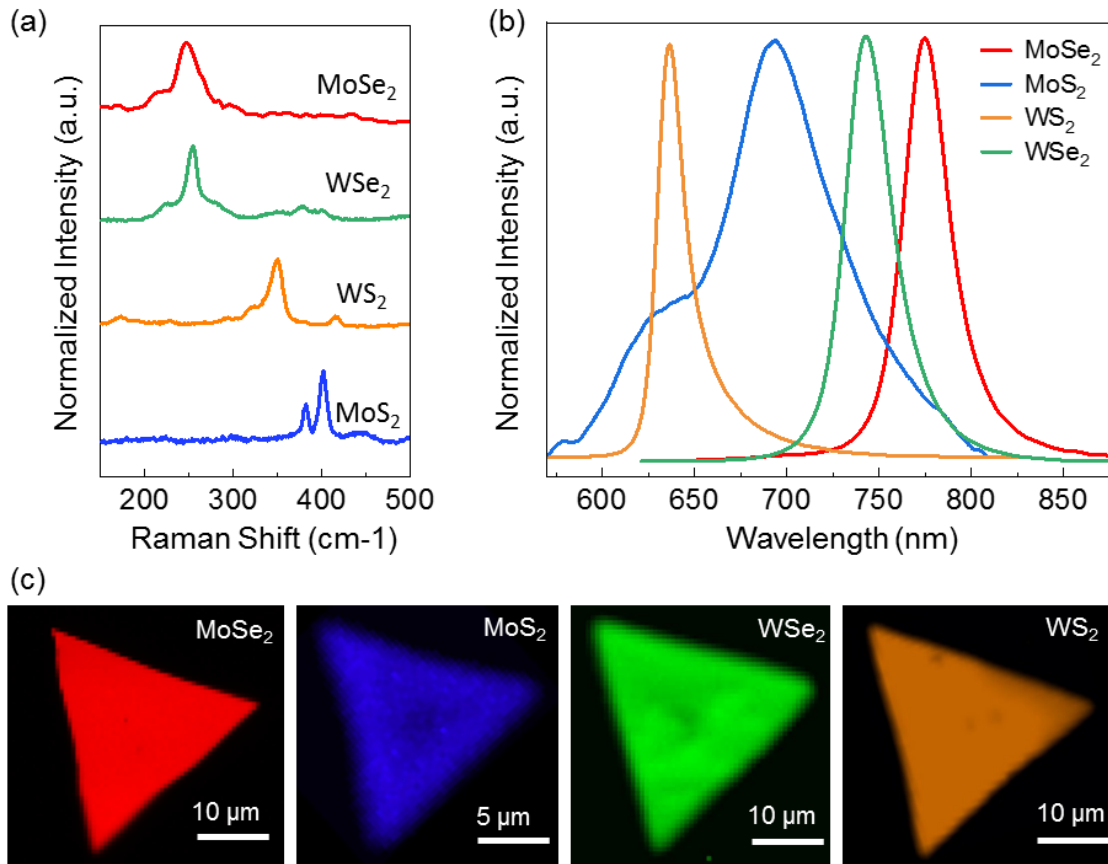 (a)
Normalized Intensity (a.u.)
MoSe₂
WSe₂
WS₂
MoS₂
200 300 400 500
Raman Shift (cm-1)
(b)
Normalized Intensity (a.u.)
MoSe₂
MoS₂
WS₂
WSe₂
600 650 700 750 800 850
Wavelength (nm)
(c)
MoSe₂
10 µm
MoS₂
5 µm
WSe₂
10 µm
WS₂
10 µm